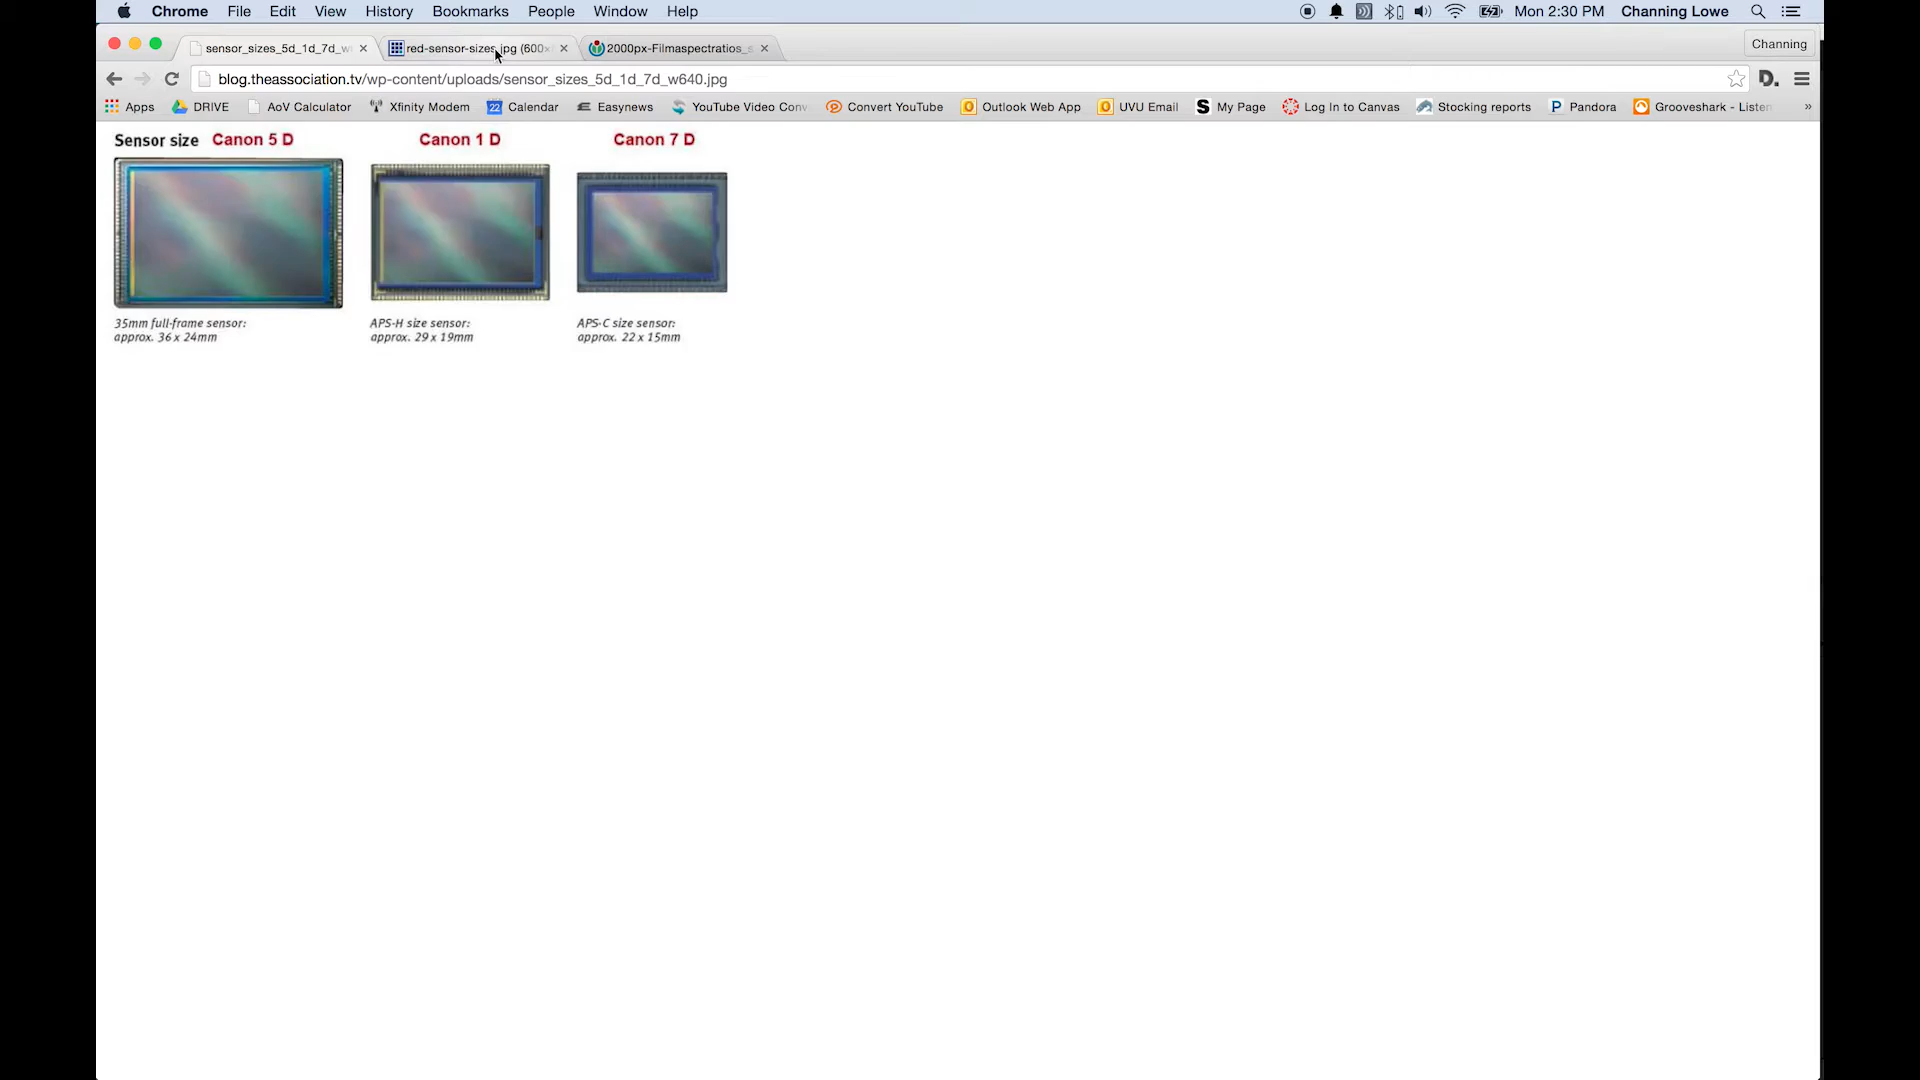 Chrome File Edit View History Bookmarks People Window Help Mon 2:30 PM Channing Lowe
sensor_sizes_5d_1d_7d_w red-sensor-sizes.jpg (600× 2000px-Filmaspectratios_s Channing
blog.theassociation.tv/wp-content/uploads/sensor_sizes_5d_1d_7d_w640.jpg D.
Apps DRIVE AoV Calculator Xfinity Modem 22 Calendar Easynews YouTube Video Conv Convert YouTube Outlook Web App UVU Email S My Page Log In to Canvas Stocking reports P Pandora Grooveshark - Listen »
Sensor size Canon 5 D Canon 1 D Canon 7 D
35mm full-frame sensor: APS-H size sensor: APS-C size sensor:
approx. 36 x 24mm approx. 29 x 19mm approx. 22 x 15mm